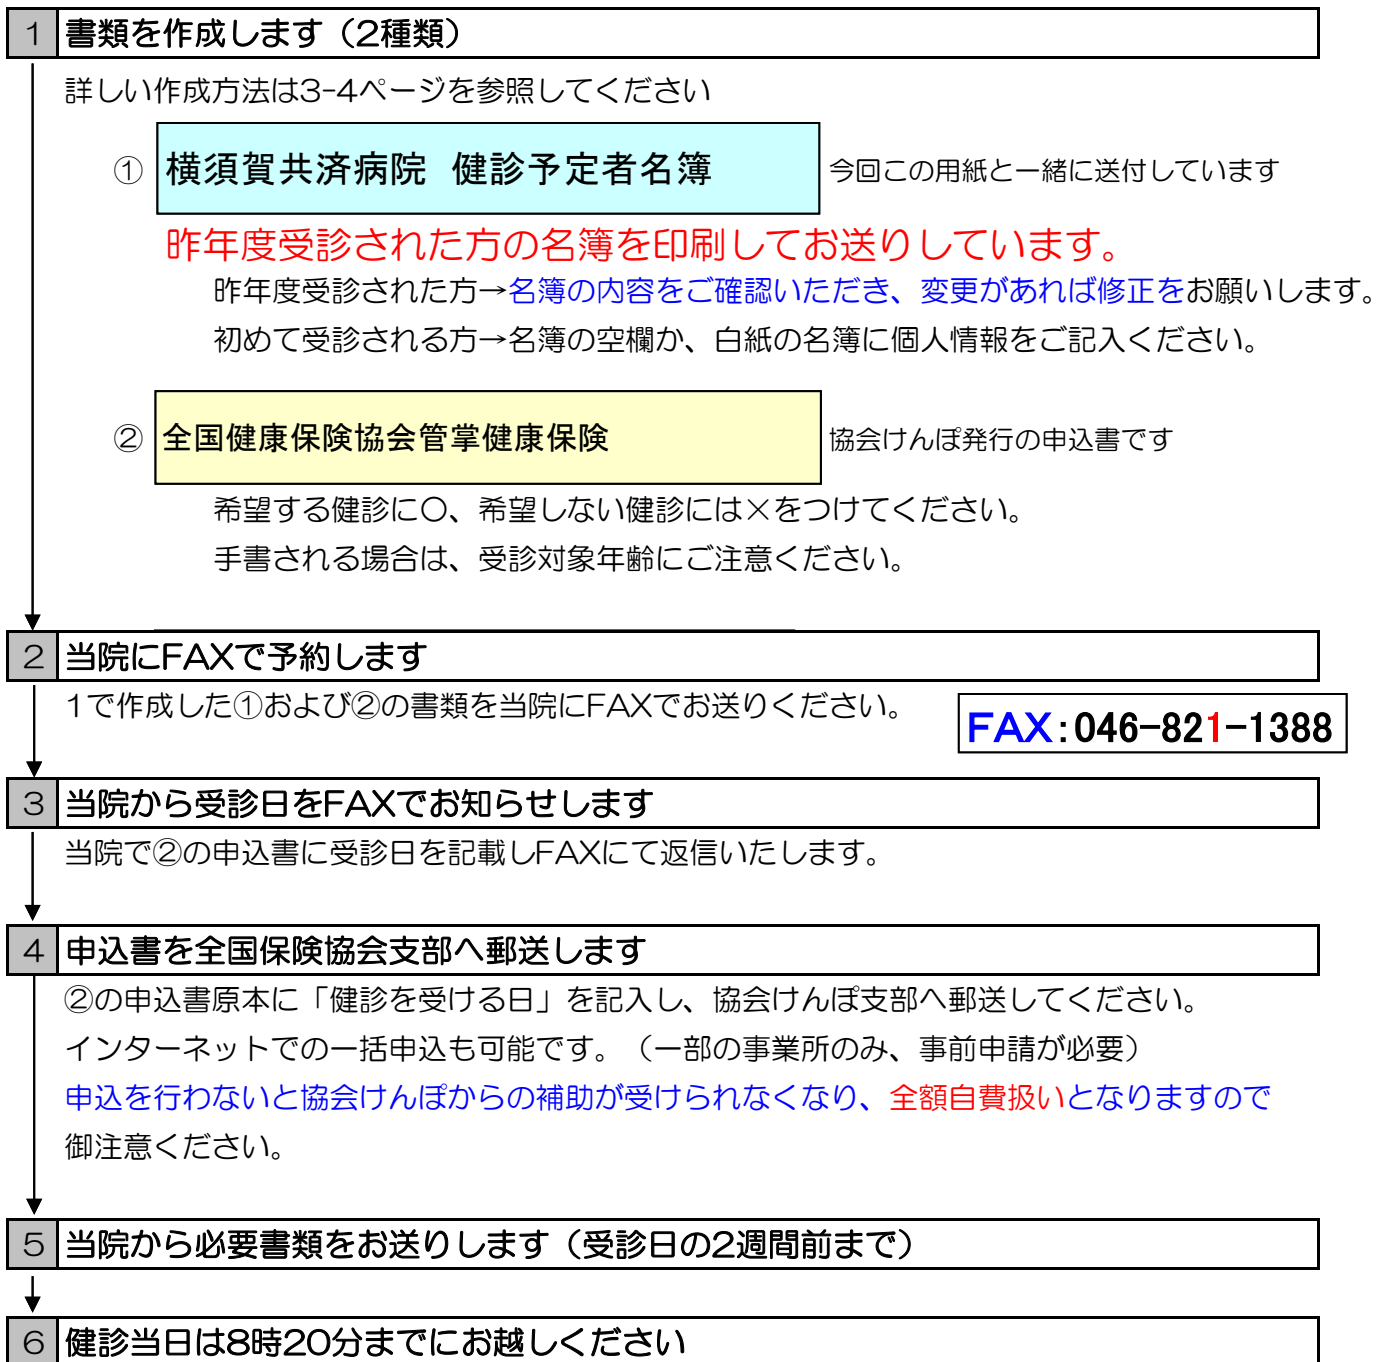 1 書類を作成します（2種類）
詳しい作成方法は3-4ページを参照してください
① 横須賀共済病院 健診予定者名簿 今回この用紙と一緒に送付しています
昨年度受診された方の名簿を印刷してお送りしています。
昨年度受診された方→名簿の内容をご確認いただき、変更があれば修正をお願いします。
初めて受診される方→名簿の空欄か、白紙の名簿に個人情報をご記入ください。
② 全国健康保険協会管掌健康保険 協会けんぽ発行の申込書です
希望する健診に〇、希望しない健診には×をつけてください。
手書される場合は、受診対象年齢にご注意ください。
2 当院にFAXで予約します
1で作成した①および②の書類を当院にFAXでお送りください。
FAX：046-821-1388
3 当院から受診日をFAXでお知らせします
当院で②の申込書に受診日を記載しFAXにて返信いたします。
4 申込書を全国保険協会支部へ郵送します
②の申込書原本に「健診を受ける日」を記入し、協会けんぽ支部へ郵送してください。
インターネットでの一括申込も可能です。（一部の事業所のみ、事前申請が必要）
申込を行わないと協会けんぽからの補助が受けられなくなり、全額自費扱いとなりますので
御注意ください。
5 当院から必要書類をお送りします（受診日の2週間前まで）
6 健診当日は8時20分までにお越しください